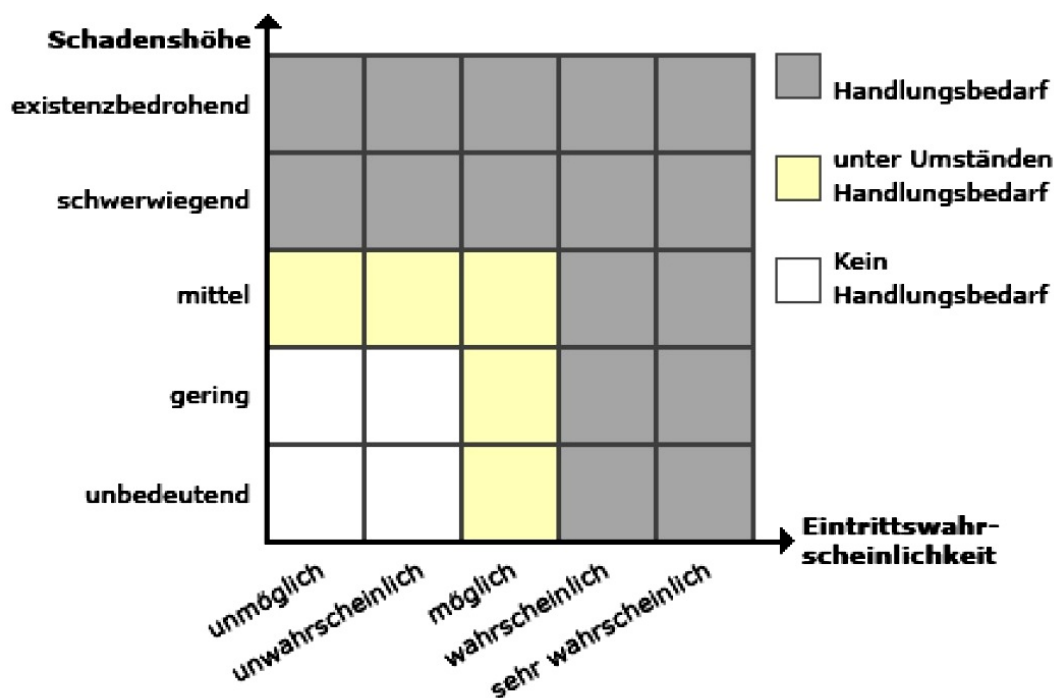 Schadenshöhe
existenzbedrohend
schwerwiegend
mittel
gering
unbedeutend
Handlungsbedarf
unter Umständen
Handlungsbedarf
Kein
Handlungsbedarf
Eintrittswahr-
scheinlichkeit
unmöglich
unwahrscheinlich
möglich
wahrscheinlich
sehr wahrscheinlich